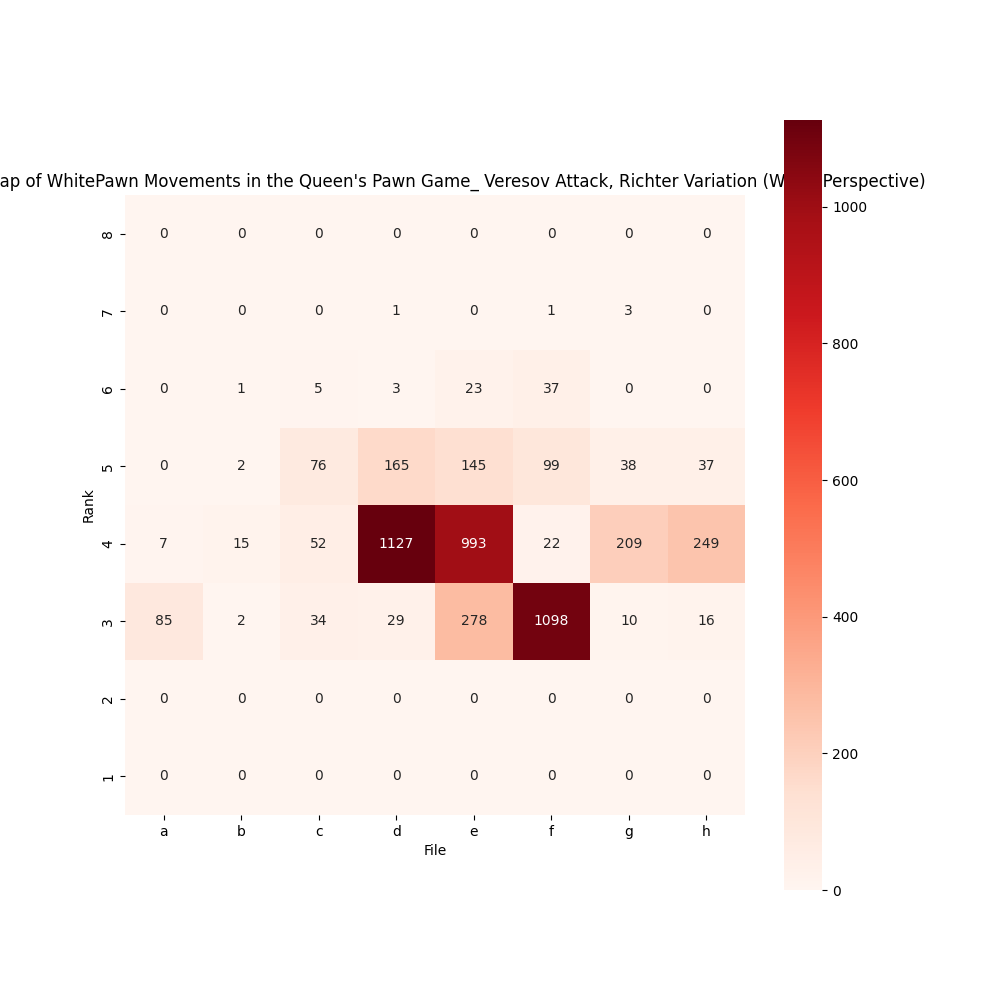 ap of WhitePawn Movements in the Queen's Pawn Game_ Veresov Attack, Richter Variation (W Perspective)
8 0 0 0 0 0 0 0 0
7 0 0 0 1 0 1 3 0
6 0 1 5 3 23 37 0 0
5 0 2 76 165 145 99 38 37
4 7 15 52 1127 993 22 209 249
3 85 2 34 29 278 1098 10 16
2 0 0 0 0 0 0 0 0
1 0 0 0 0 0 0 0 0
a b c d e f g h
File
Rank
1000
800
600
400
200
0